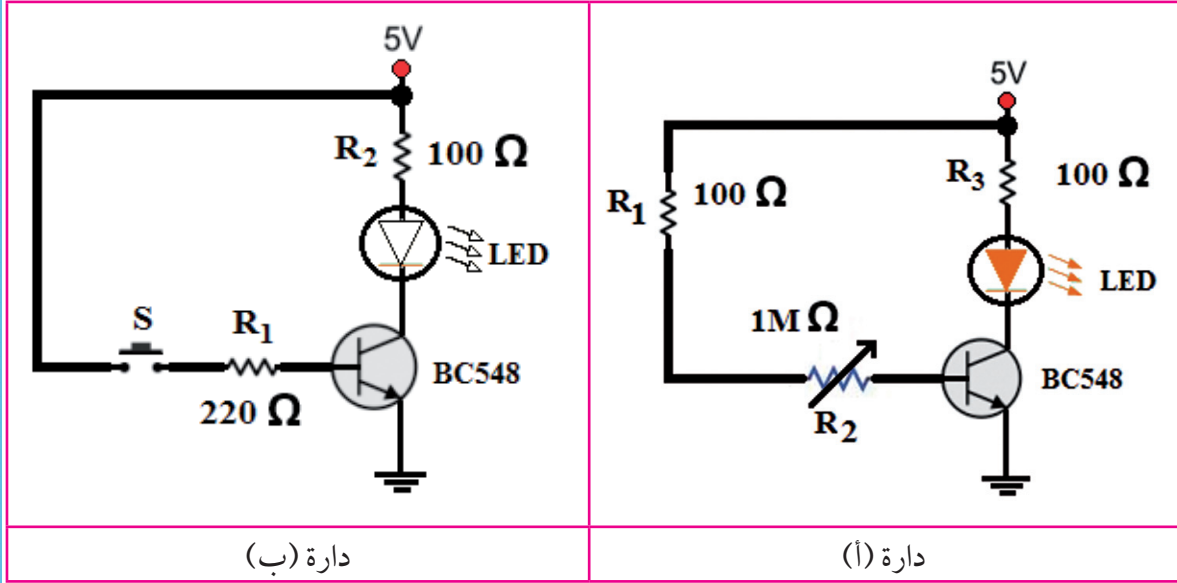 5V
R3 100 Ω
R1 100 Ω
LED
1M Ω
BC548
R2
دارة (أ)
5V
R2 100 Ω
LED
S R1
BC548
220 Ω
دارة (ب)